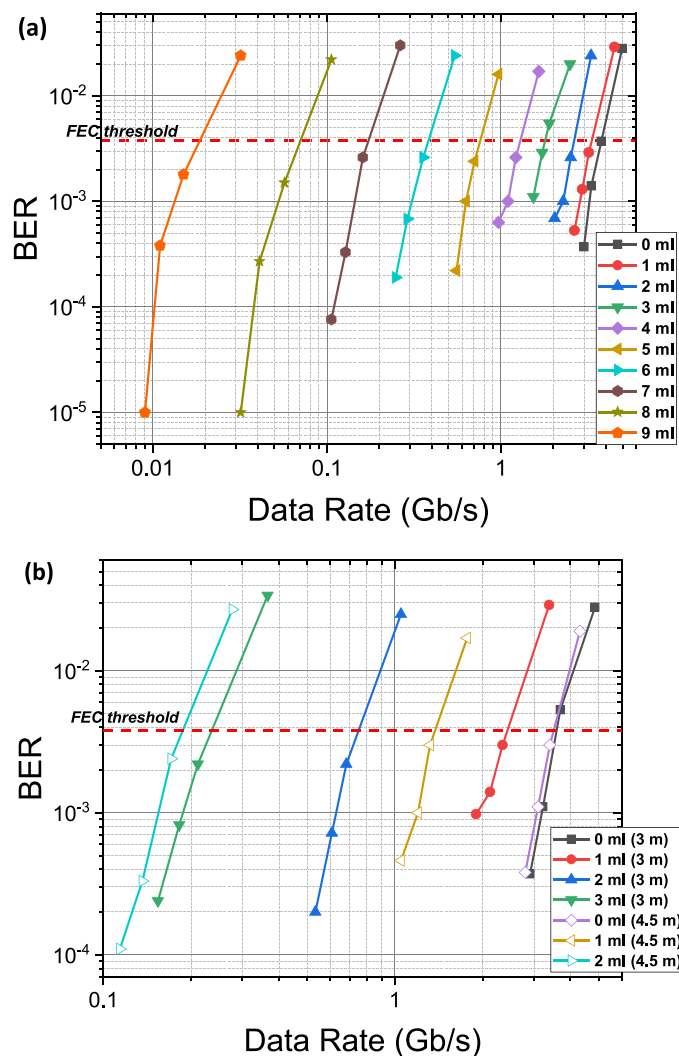 (a)
10⁻²
FEC threshold
10⁻³
BER
10⁻⁴
10⁻⁵
0 ml
1 ml
2 ml
3 ml
4 ml
5 ml
6 ml
7 ml
8 ml
9 ml
0.01
0.1
1
Data Rate (Gb/s)
(b)
10⁻²
FEC threshold
10⁻³
BER
10⁻⁴
0 ml (3 m)
1 ml (3 m)
2 ml (3 m)
3 ml (3 m)
0 ml (4.5 m)
1 ml (4.5 m)
2 ml (4.5 m)
0.1
1
Data Rate (Gb/s)